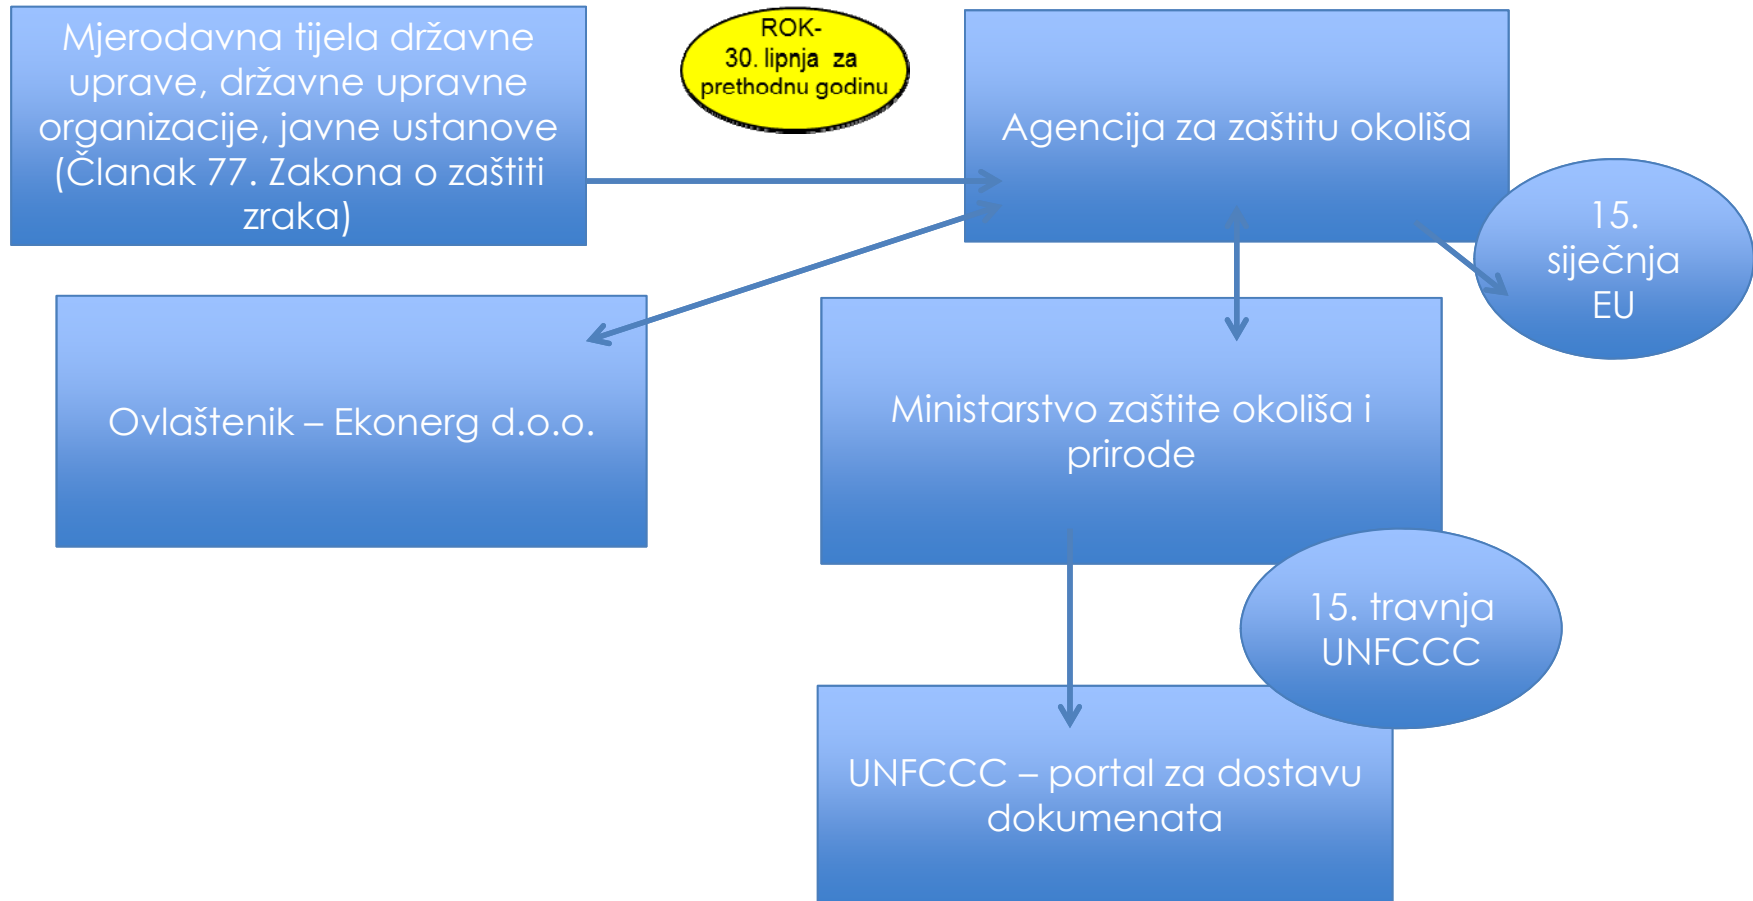 Mjerodavna tijela državne
uprave, državne upravne
organizacije, javne ustanove
(Članak 77. Zakona o zaštiti
zraka)
ROK-
30. lipnja za
prethodnu godinu
Agencija za zaštitu okoliša
15.
siječnja
EU
Ovlaštenik – Ekonerg d.o.o.
Ministarstvo zaštite okoliša i
prirode
15. travnja
UNFCCC
UNFCCC – portal za dostavu
dokumenata